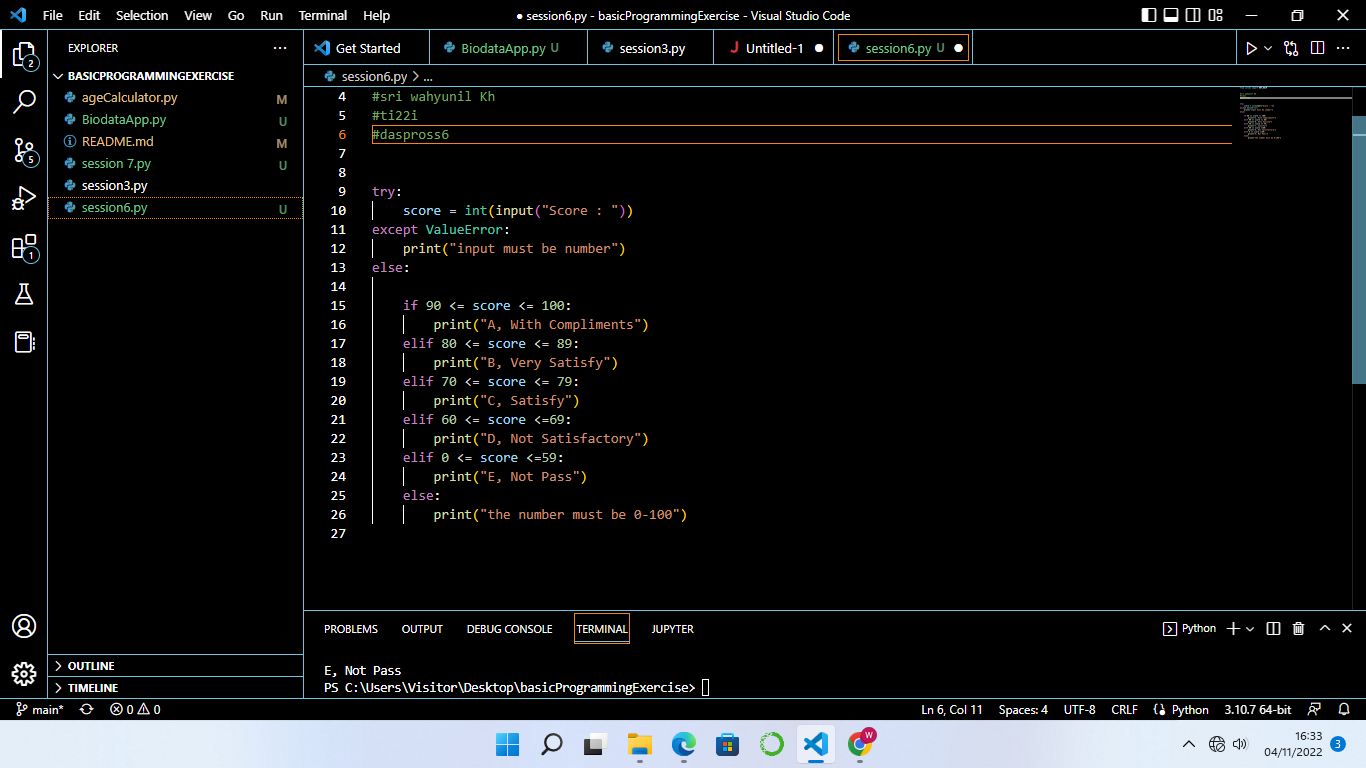 File Edit Selection View Go Run Terminal Help ● session6.py - basicProgrammingExercise - Visual Studio Code
EXPLORER ···
Get Started BiodataApp.py U session3.py J Untitled-1 ● session6.py U ●
session6.py > ...
BASICPROGRAMMINGEXERCISE
ageCalculator.py M
BiodataApp.py U
README.md M
session 7.py U
session3.py
session6.py U
2
5
1
4 #sri wahyunil Kh
5 #ti22i
6 #daspross6
7
8
9 try:
10     score = int(input("Score : "))
11 except ValueError:
12     print("input must be number")
13 else:
14
15     if 90 <= score <= 100:
16         print("A, With Compliments")
17     elif 80 <= score <= 89:
18         print("B, Very Satisfy")
19     elif 70 <= score <= 79:
20         print("C, Satisfy")
21     elif 60 <= score <=69:
22         print("D, Not Satisfactory")
23     elif 0 <= score <=59:
24         print("E, Not Pass")
25     else:
26         print("the number must be 0-100")
27
PROBLEMS OUTPUT DEBUG CONSOLE TERMINAL JUPYTER Python
E, Not Pass
PS C:\Users\Visitor\Desktop\basicProgrammingExercise>
OUTLINE
TIMELINE
main* 0 0 Ln 6, Col 11 Spaces: 4 UTF-8 CRLF Python 3.10.7 64-bit
W
16:33
04/11/2022 3